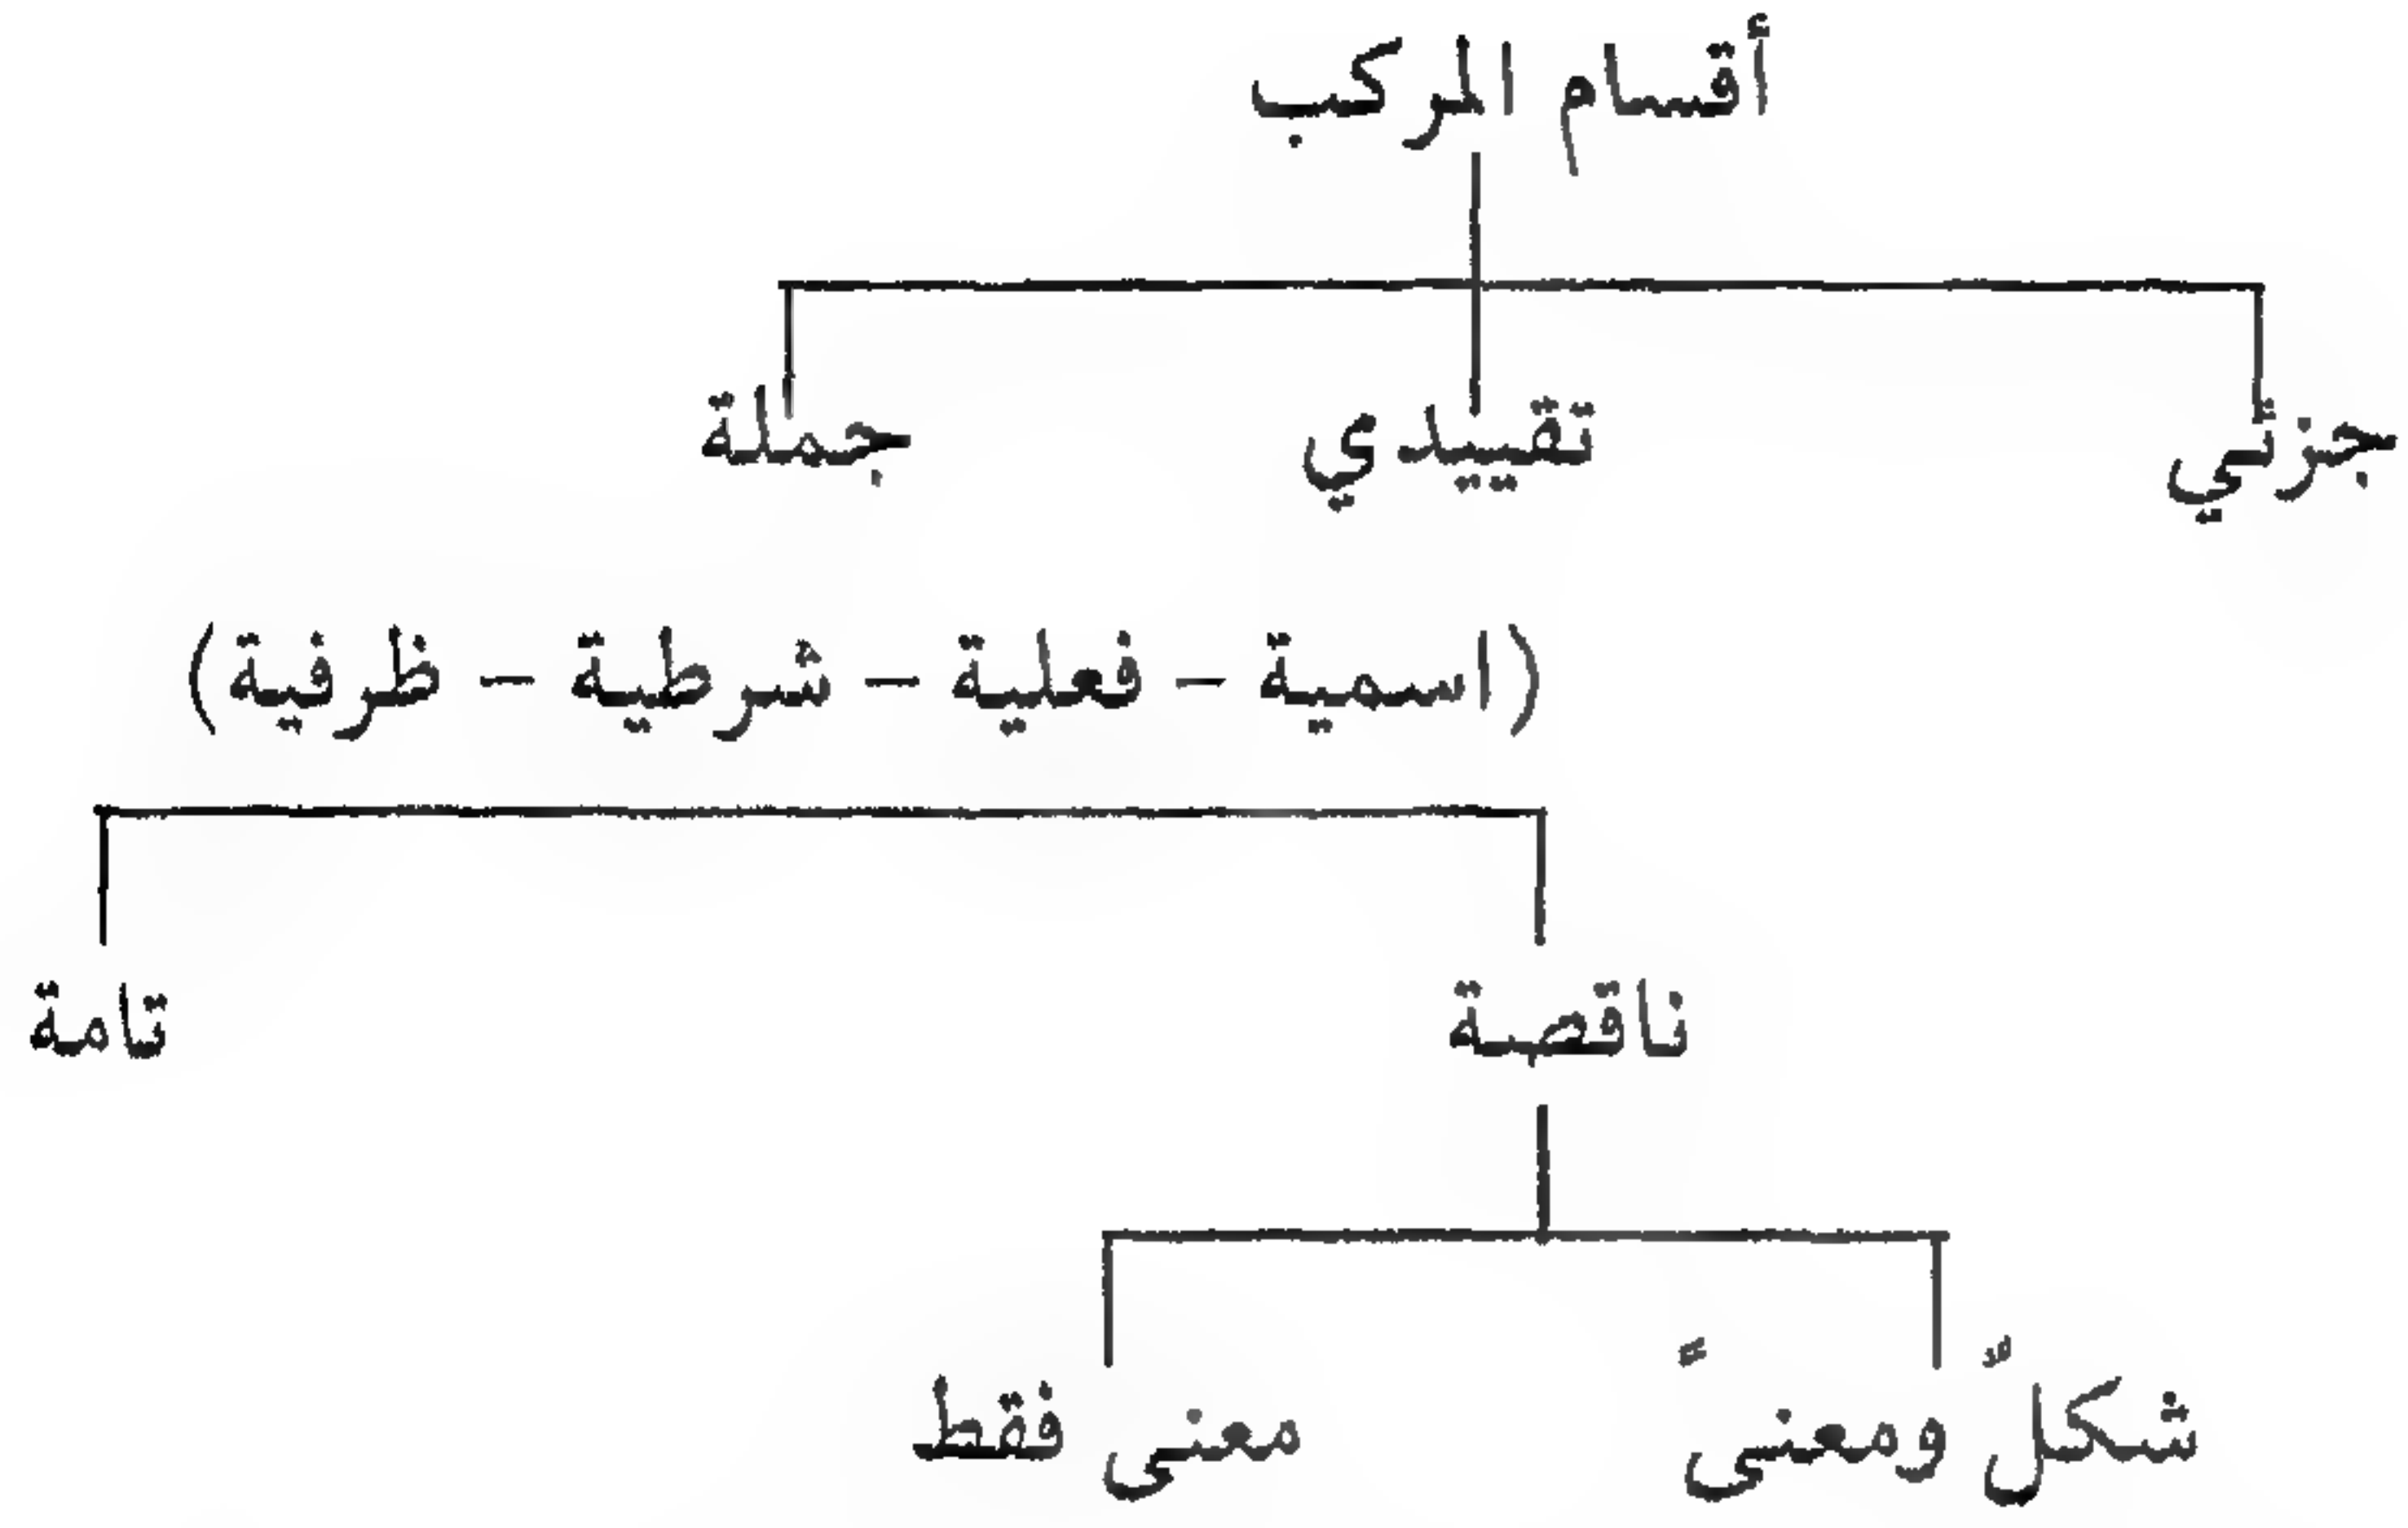 أقسام المركب
جزئي تقييدي جملة
(اسمية – فعلية – شرطية – ظرفية)
ناقصة تامة
شكلٌ ومعنىً معنى فقط